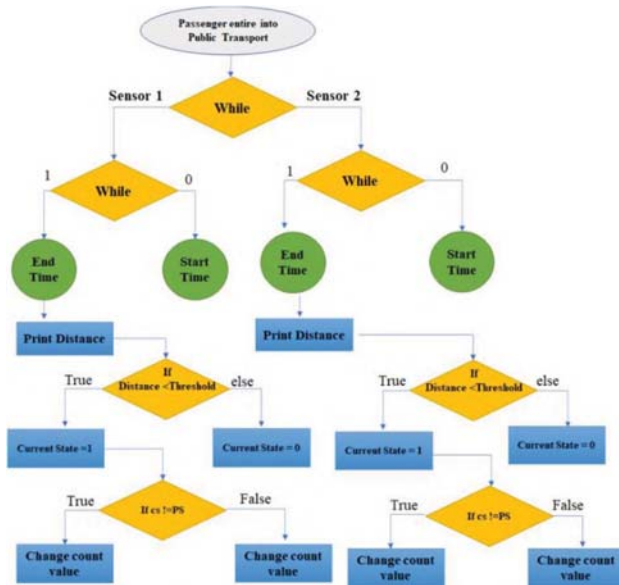 Passenger entire into
Public Transport
Sensor 1
Sensor 2
While
1
While
0
1
While
0
End
Time
Start
Time
End
Time
Start
Time
Print Distance
Print Distance
If
Distance <Threshold
True
else
If
Distance <Threshold
True
else
Current State =1
Current State = 0
Current State = 1
Current State = 0
True
If cs !=PS
False
True
If cs !=PS
False
Change count
value
Change count
value
Change count
value
Change count
value